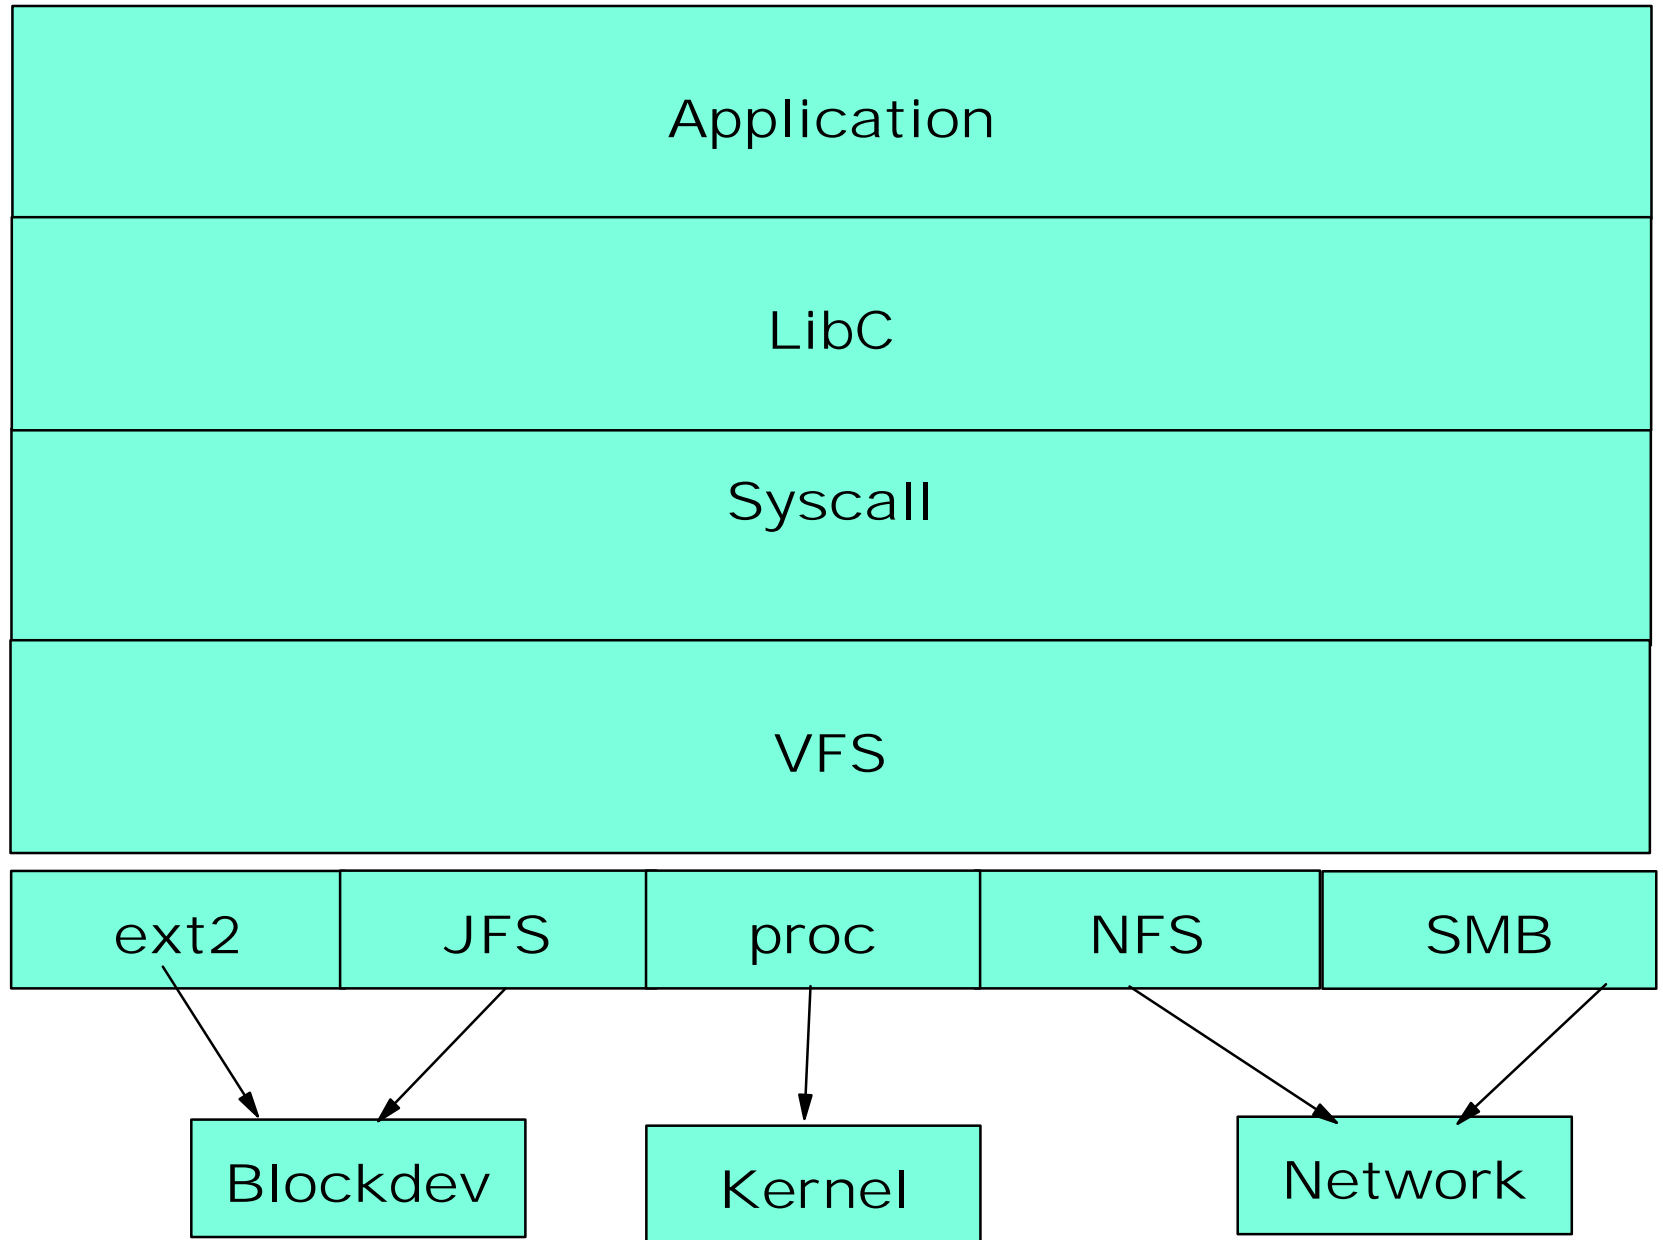 Application
LibC
Syscall
VFS
ext2
JFS
proc
NFS
SMB
Blockdev
Kernel
Network